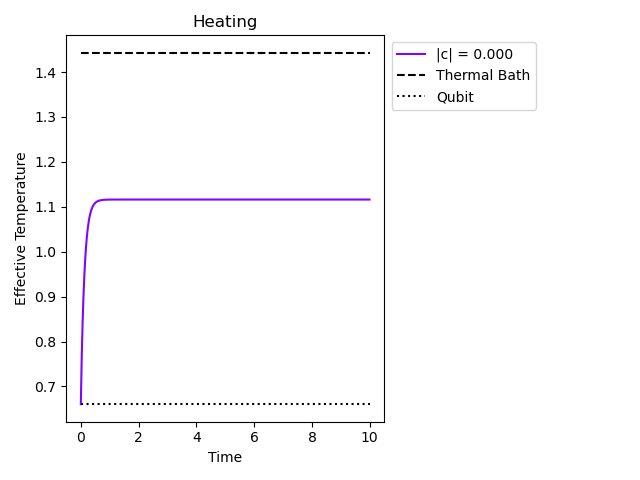 Heating
|c| = 0.000
Thermal Bath
Qubit
Effective Temperature
1.4
1.3
1.2
1.1
1.0
0.9
0.8
0.7
0 2 4 6 8 10
Time